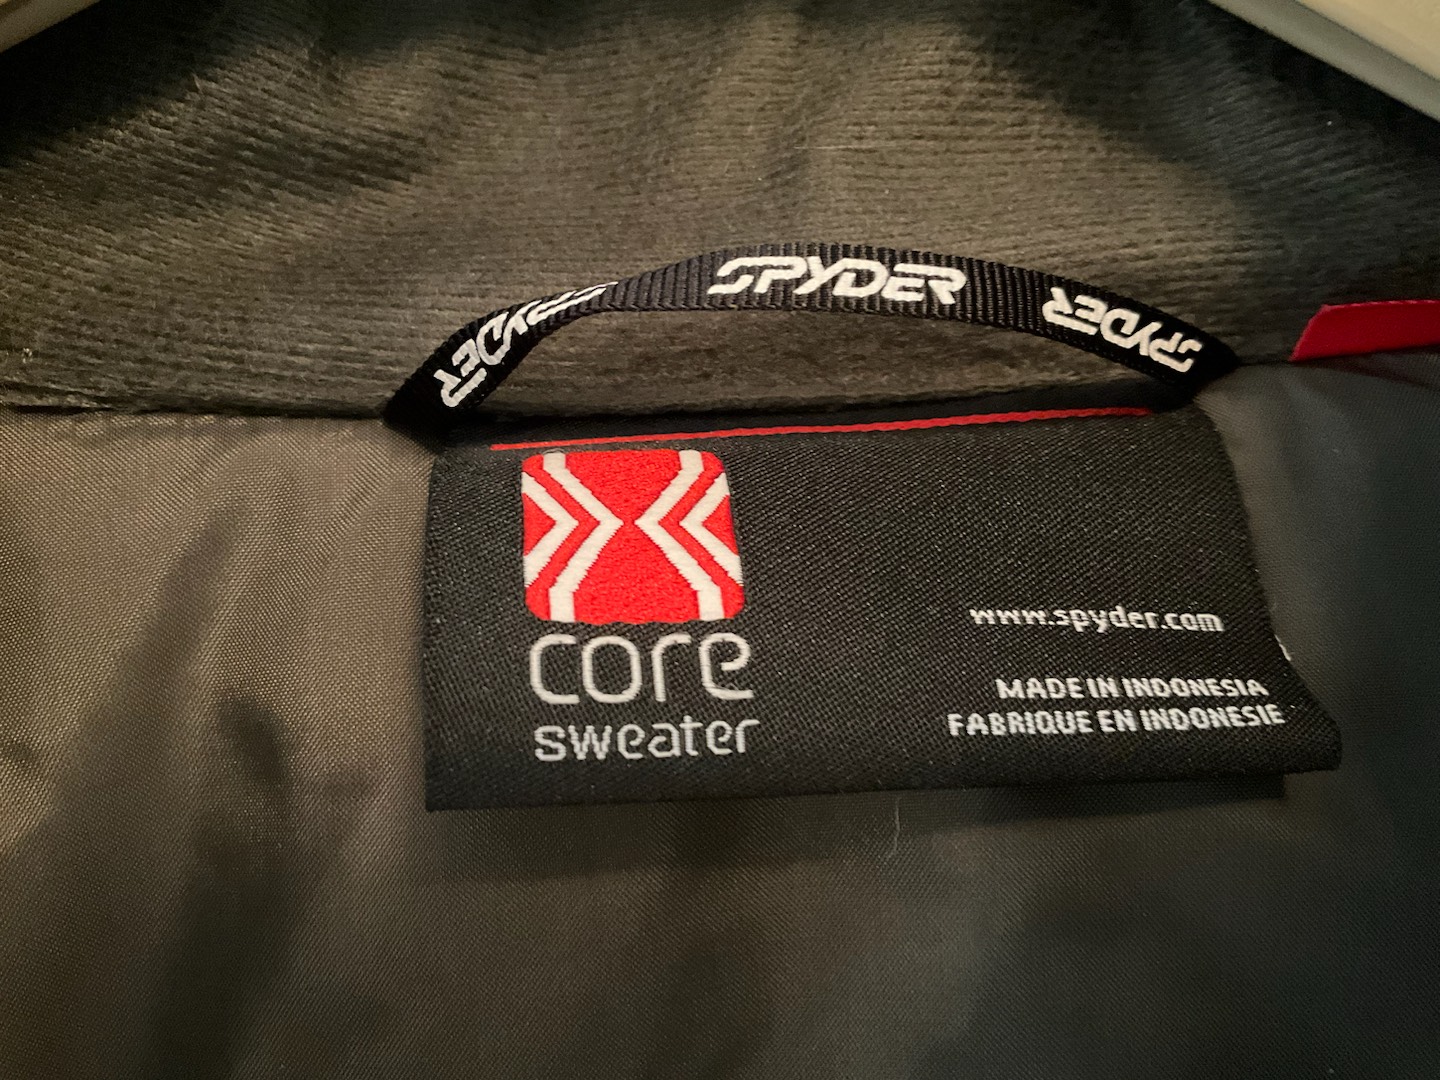 SPYDER SPYDER SPYDER
core
sweater
www.spyder.com
MADE IN INDONESIA
FABRIQUE EN INDONESIE